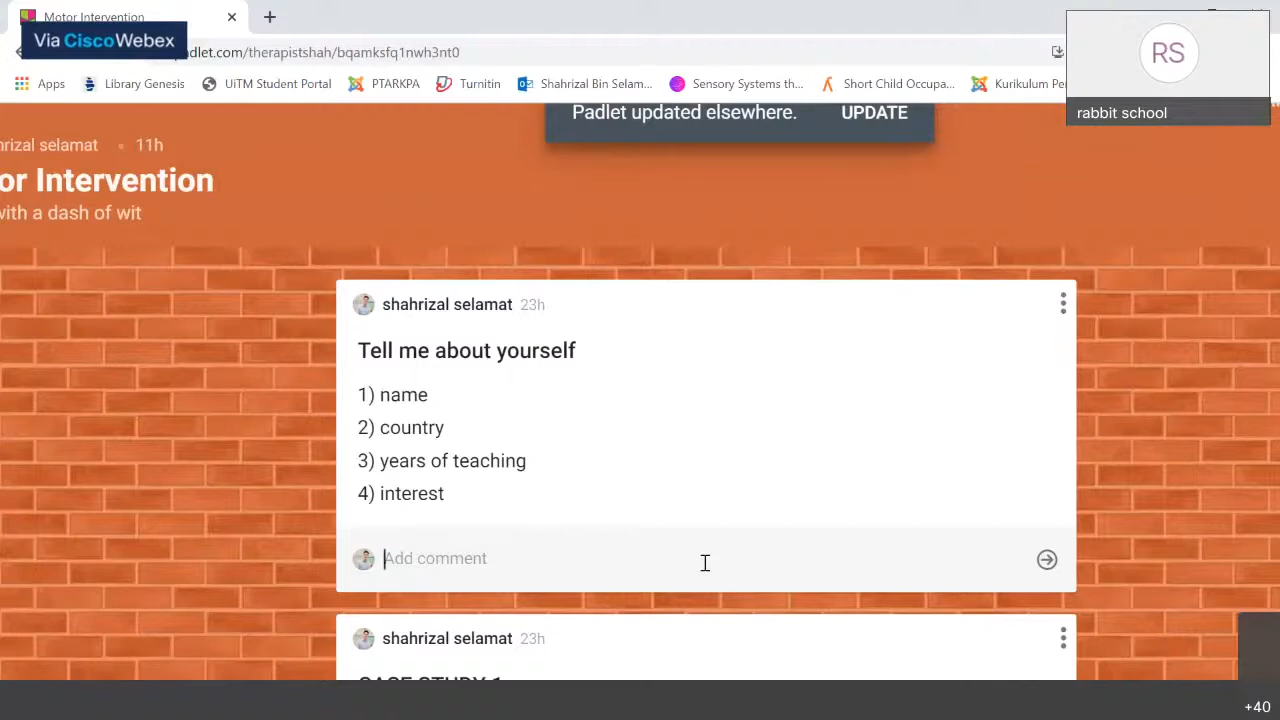 Motor Intervention
Via CiscoWebex
dlet.com/therapistshah/bqamksfq1nwh3nt0
RS
rabbit school
Apps
Library Genesis
UiTM Student Portal
PTARKPA
Turnitin
Shahrizal Bin Selam...
Sensory Systems th...
Short Child Occupa...
Kurikulum Pe
Padlet updated elsewhere. UPDATE
hrizal selamat • 11h
or Intervention
with a dash of wit
shahrizal selamat 23h
Tell me about yourself
1) name
2) country
3) years of teaching
4) interest
Add comment
shahrizal selamat 23h
CASE STUDY 1
+40